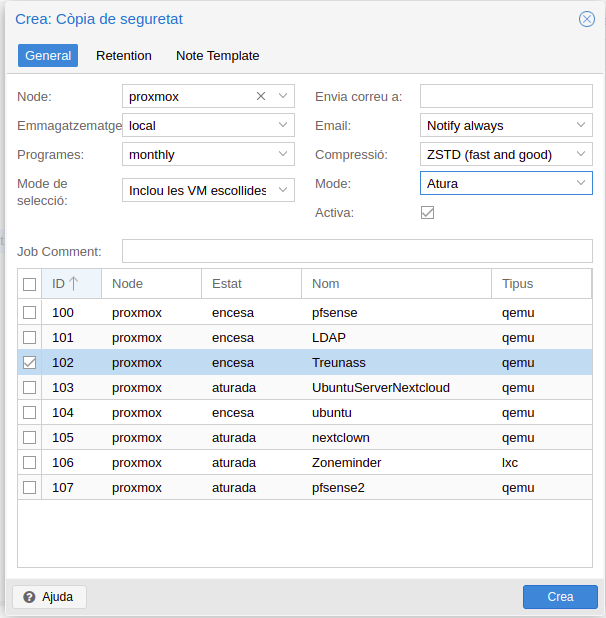 Crea: Còpia de seguretat
General Retention Note Template
Node: proxmox Envia correu a:
Emmagatzematge local Email: Notify always
Programes: monthly Compressió: ZSTD (fast and good)
Mode de selecció: Inclou les VM escollides Mode: Atura
Activa:
Job Comment:
ID Node Estat Nom Tipus
100 proxmox encesa pfsense qemu
101 proxmox encesa LDAP qemu
102 proxmox encesa Treunass qemu
103 proxmox aturada UbuntuServerNextcloud qemu
104 proxmox encesa ubuntu qemu
105 proxmox aturada nextclown qemu
106 proxmox aturada Zoneminder lxc
107 proxmox aturada pfsense2 qemu
Ajuda Crea